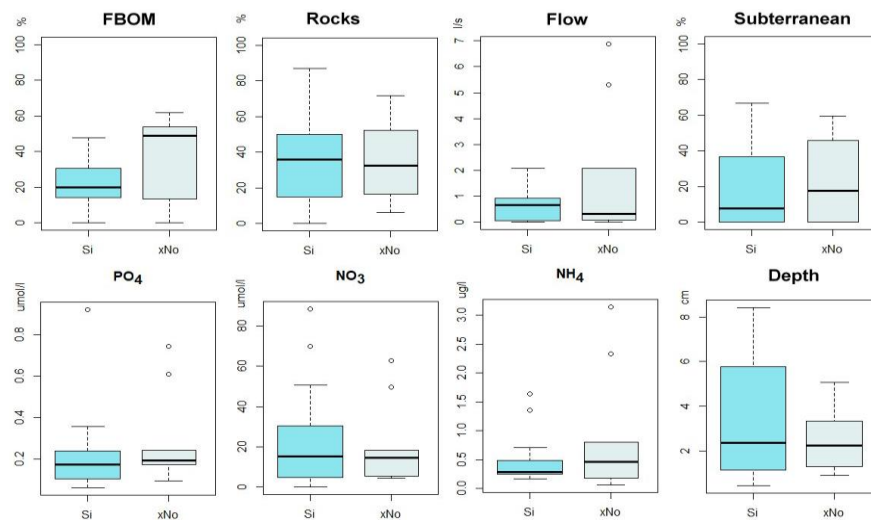 FBOM
%
100
80
60
40
20
0
Si xNo
Rocks
%
100
80
60
40
20
0
Si xNo
Flow
l/s
7
6
5
4
3
2
1
0
Si xNo
Subterranean
%
100
80
60
40
20
0
Si xNo
PO4
umol/l
0.8
0.6
0.4
0.2
Si xNo
NO3
umol/l
80
60
40
20
0
Si xNo
NH4
ug/l
3.0
2.5
2.0
1.5
1.0
0.5
0.0
Si xNo
Depth
cm
8
6
4
2
Si xNo